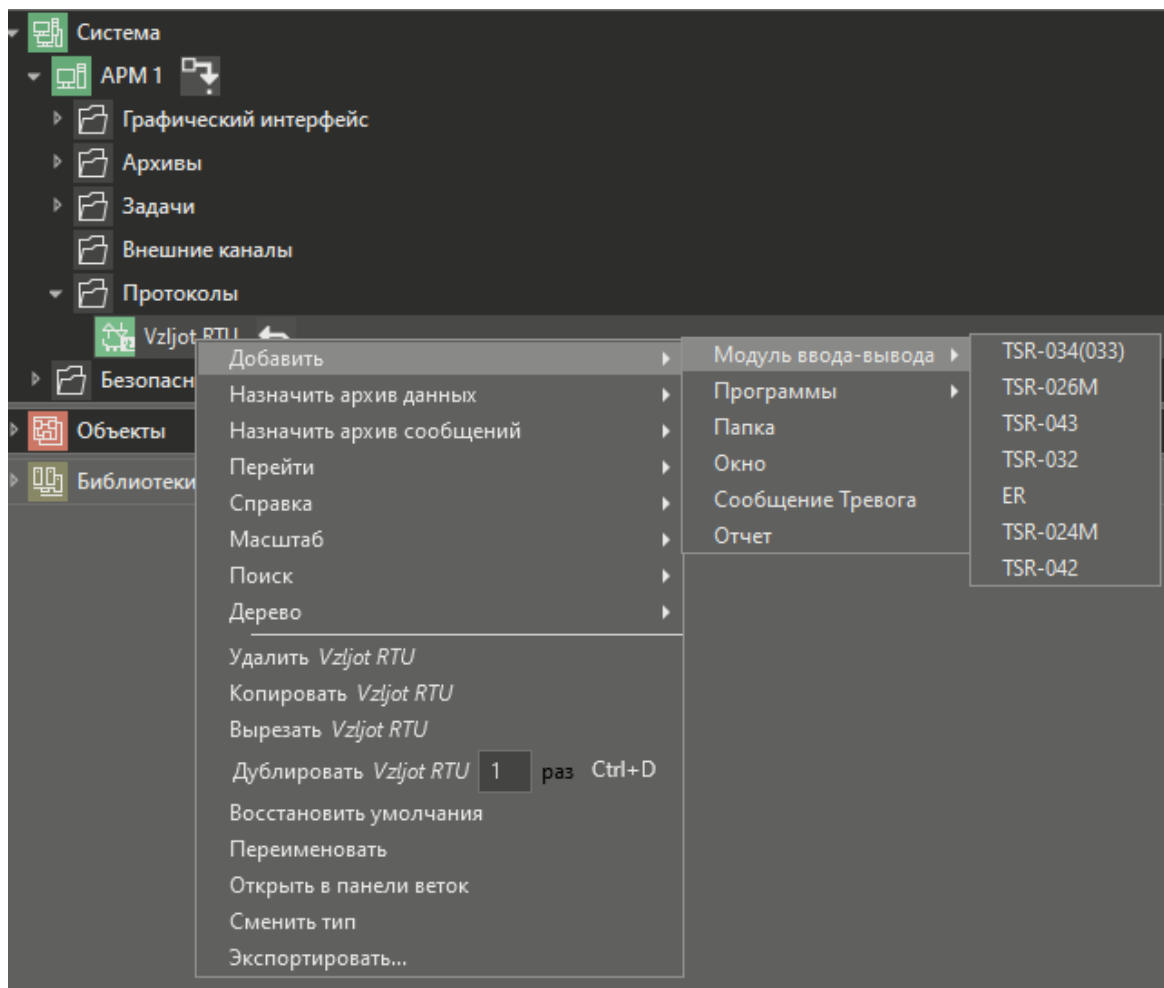 Система
АРМ 1
Графический интерфейс
Архивы
Задачи
Внешние каналы
Протоколы
Vzljot RTU
Безопасн
Объекты
Библиотеки
Добавить
Назначить архив данных
Назначить архив сообщений
Перейти
Справка
Масштаб
Поиск
Дерево
Удалить Vzljot RTU
Копировать Vzljot RTU
Вырезать Vzljot RTU
Дублировать Vzljot RTU 1 раз Ctrl+D
Восстановить умолчания
Переименовать
Открыть в панели веток
Сменить тип
Экспортировать...
Модуль ввода-вывода
Программы
Папка
Окно
Сообщение Тревога
Отчет
TSR-034(033)
TSR-026M
TSR-043
TSR-032
ER
TSR-024M
TSR-042